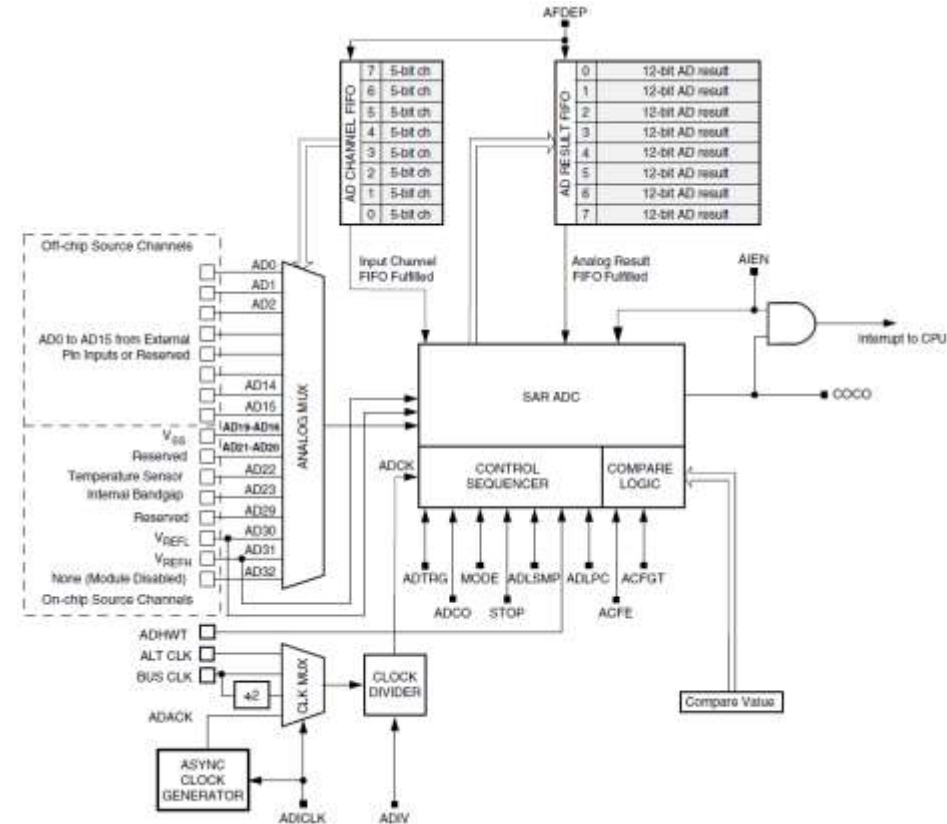 AFDEP
AD CHANNEL FIFO
7 5-bit ch
6 5-bit ch
5 5-bit ch
4 5-bit ch
3 5-bit ch
2 5-bit ch
1 5-bit ch
0 5-bit ch
AD RESULT FIFO
0 12-bit AD result
1 12-bit AD result
2 12-bit AD result
3 12-bit AD result
4 12-bit AD result
5 12-bit AD result
6 12-bit AD result
7 12-bit AD result
Off-chip Source Channels
AD0
AD1
AD2
AD0 to AD15 from External
Pin Inputs or Reserved
AD14
AD15
VSS AD19-AD16
Reserved AD21-AD20
Temperature Sensor AD22
Internal Bandgap AD23
Reserved AD29
VREFL AD30
VREFH AD31
None (Module Disabled) AD32
On-chip Source Channels
ANALOG MUX
Input Channel
FIFO Fulfilled
Analog Result
FIFO Fulfilled
AIEN
Interrupt to CPU
COCO
SAR ADC
ADCK
CONTROL
SEQUENCER
COMPARE
LOGIC
ADTRG
MODE
ADLSMP
ADLPC
ACFGT
ADCO
STOP
ACFE
ADHWT
ALT CLK
BUS CLK
÷2
CLK MUX
CLOCK
DIVIDER
Compare Value
ADACK
ASYNC
CLOCK
GENERATOR
ADICLK
ADIV